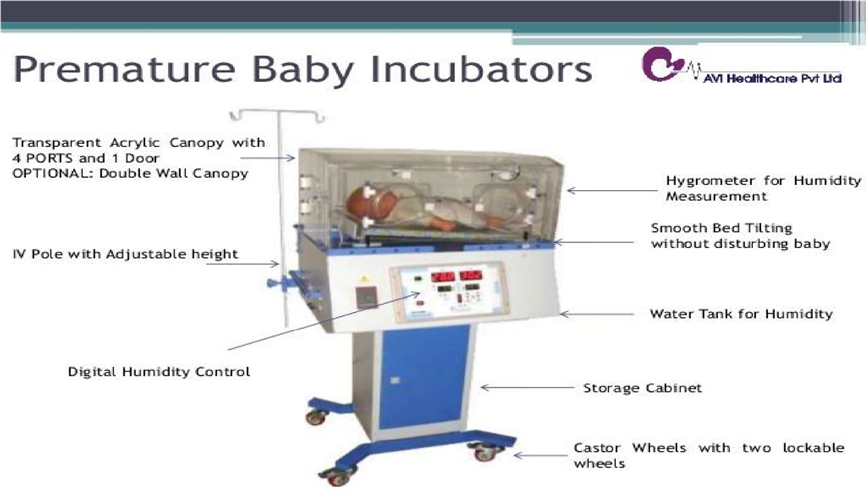 Premature Baby Incubators
AVI Healthcare Pvt Ltd
Transparent Acrylic Canopy with
4 PORTS and 1 Door
OPTIONAL: Double Wall Canopy
Hygrometer for Humidity
Measurement
Smooth Bed Tilting
without disturbing baby
IV Pole with Adjustable height
Water Tank for Humidity
Digital Humidity Control
Storage Cabinet
Castor Wheels with two lockable
wheels